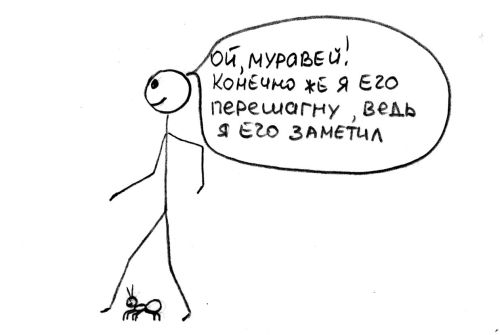 Ой, муравей!
Конечно же я его
перешагну, ведь
я его заметил